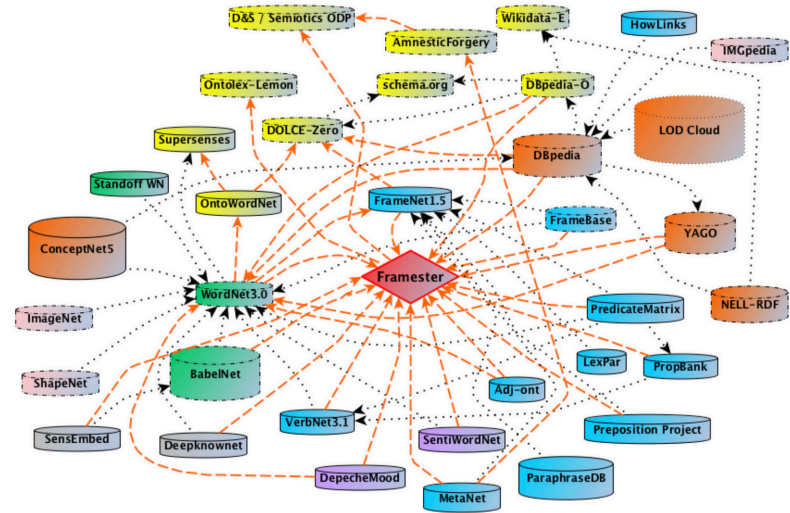 D&S / Semiotics ODP
Wikidata-E
HowLinks
AmnesticForgery
IMGpedia
Ontolex-Lemon
schema.org
DBpedia-O
LOD Cloud
DOLCE-Zero
Supersenses
DBpedia
Standoff WN
OntoWordNet
FrameNet1.5
FrameBase
YAGO
ConceptNet5
Framester
WordNet3.0
NELL-RDF
PredicateMatrix
ImageNet
LexPar
PropBank
BabelNet
ShapeNet
Adj-ont
VerbNet3.1
Preposition Project
SensEmbed
Deepknownet
SentiWordNet
DepecheMood
ParaphraseDB
MetaNet